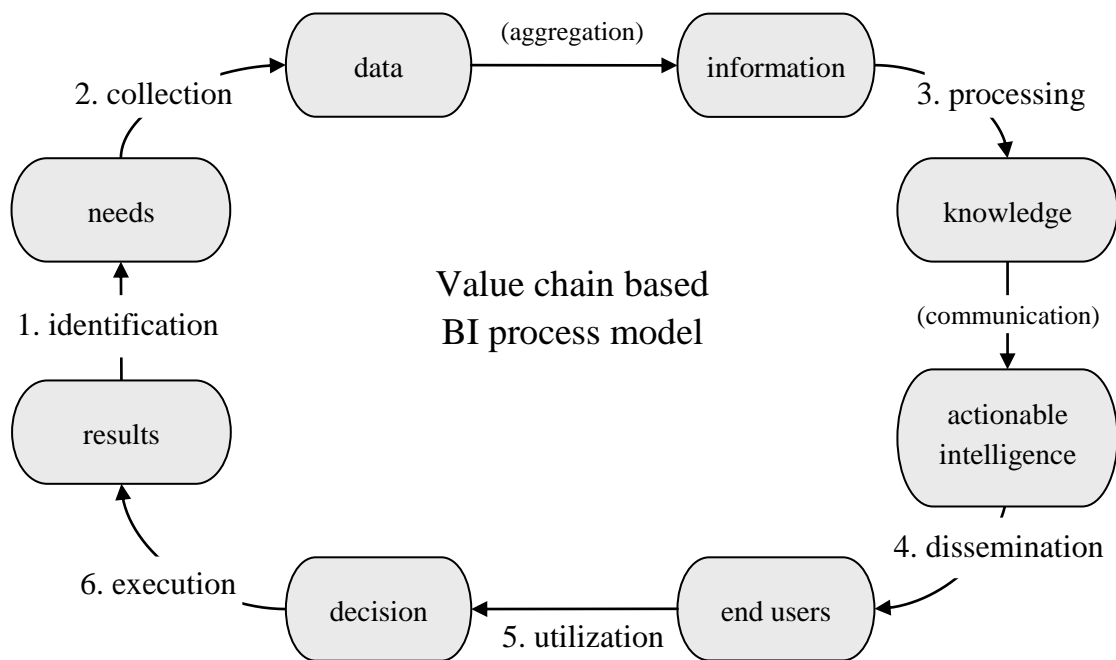 (aggregation)
data
information
2. collection
3. processing
needs
knowledge
Value chain based
BI process model
1. identification
(communication)
results
actionable
intelligence
4. dissemination
6. execution
decision
5. utilization
end users